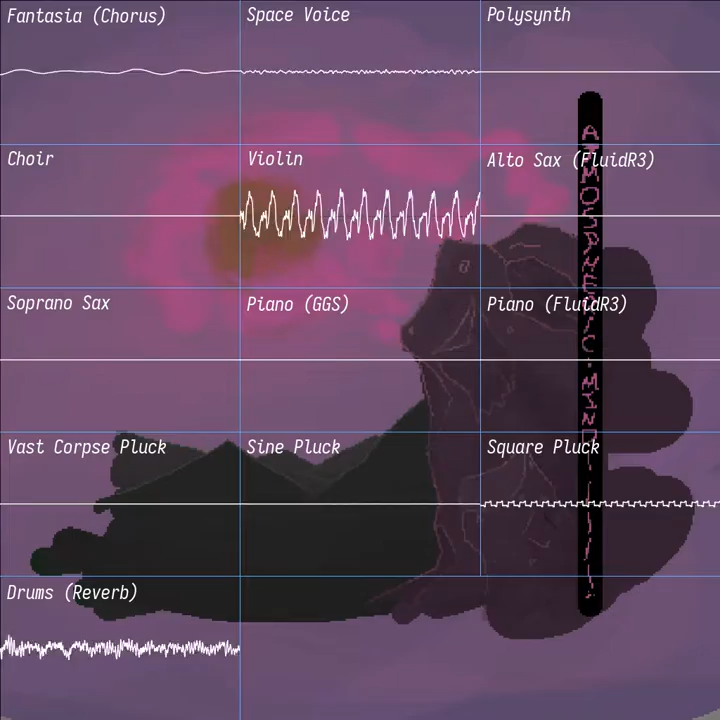 Fantasia (Chorus)
Space Voice
Polysynth
Choir
Violin
Alto Sax (FluidR3)
Soprano Sax
Piano (GGS)
Piano (FluidR3)
Vast Corpse Pluck
Sine Pluck
Square Pluck
Drums (Reverb)